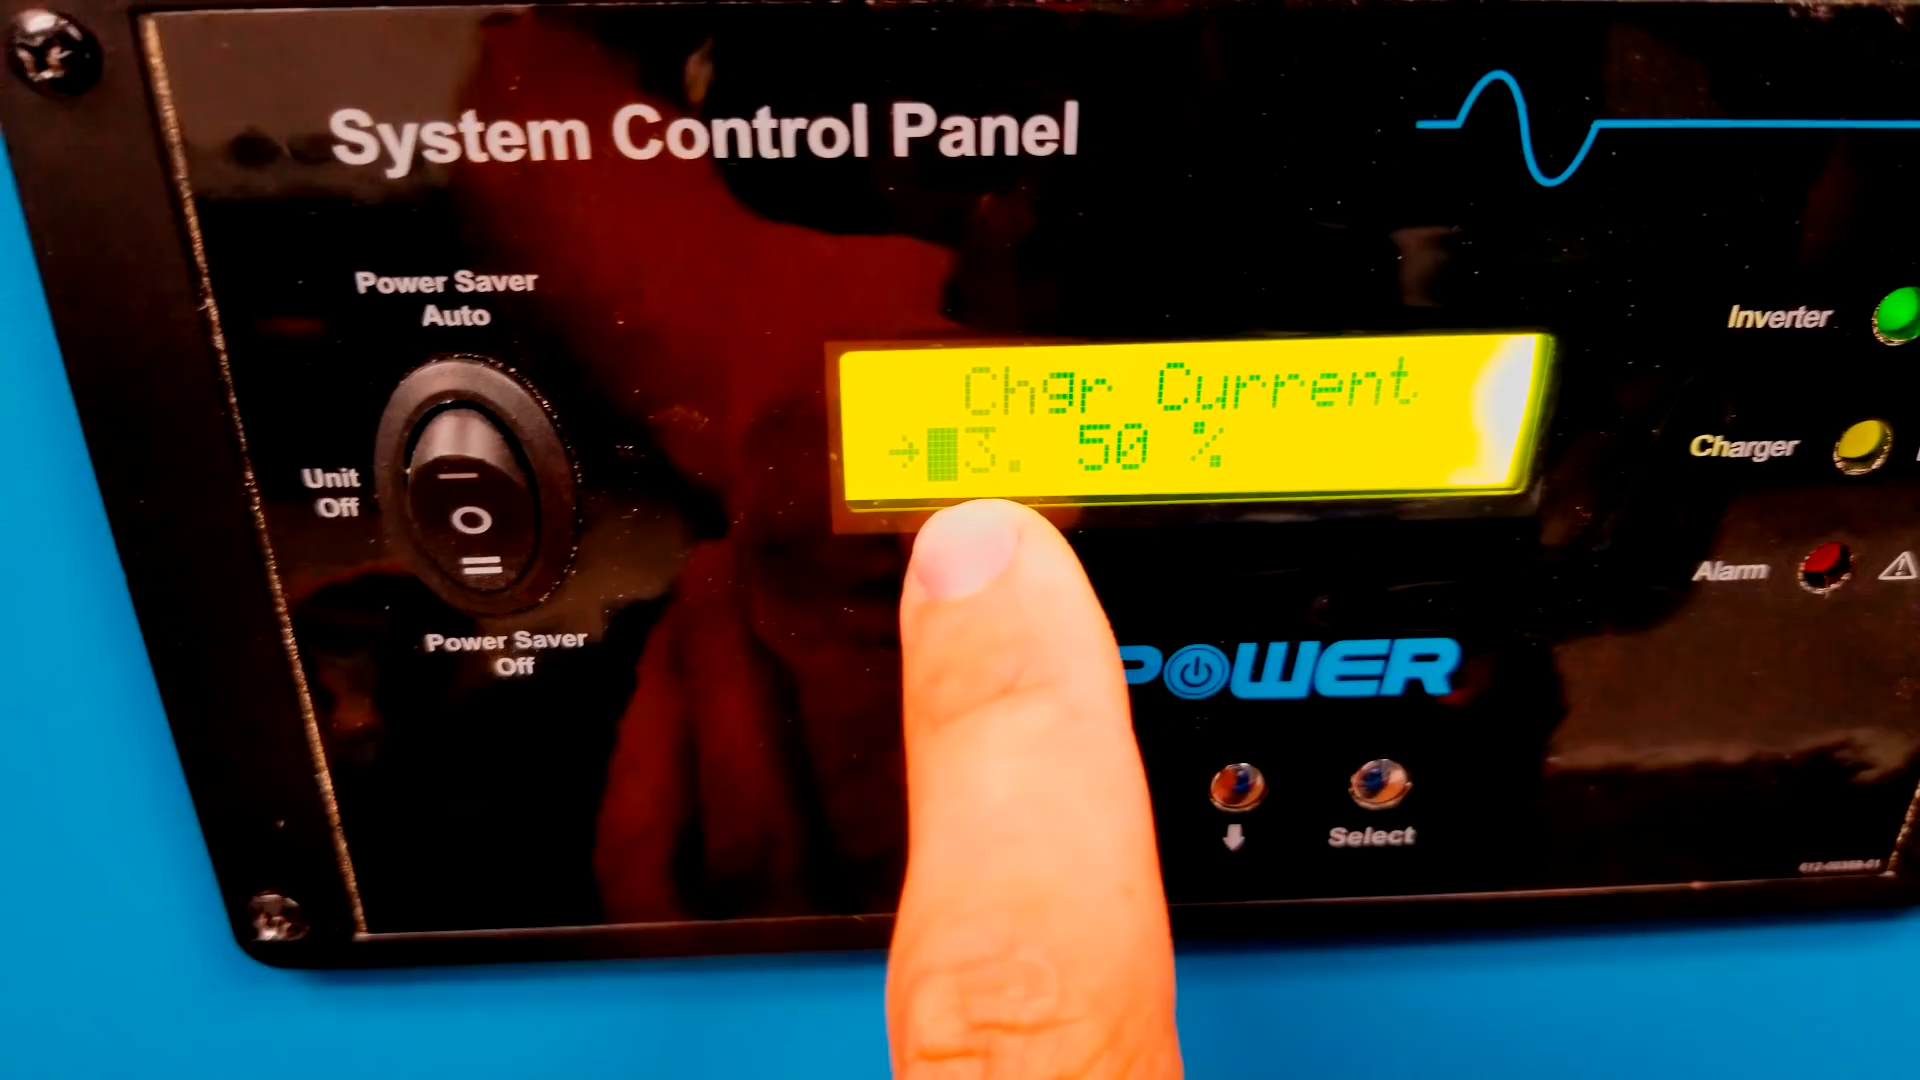 System Control Panel
Power Saver
Auto
Inverter
Chgr Current
→█3. 50 %
Charger
Unit
Off
Alarm
Power Saver
Off
POWER
Select